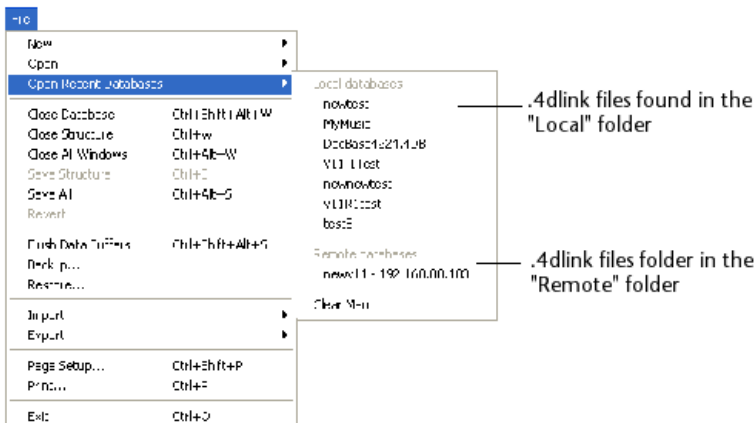 File
New
Open
Open Recent Databases
Close Database Ctrl+Shift+Alt+W
Close Structure Ctrl+W
Close All Windows Ctrl+Alt+W
Save Structure Ctrl+S
Save All Ctrl+Alt+S
Revert
Flush Data Buffers Ctrl+Shift+Alt+S
Backup...
Restore...
Import
Export
Page Setup... Ctrl+Shift+P
Print... Ctrl+P
Exit Ctrl+Q
Local databases
newtest
MyMusic
nownowtest
Remote databases
Clear Menu
.4dlink files found in the
"Local" folder
.4dlink files folder in the
"Remote" folder